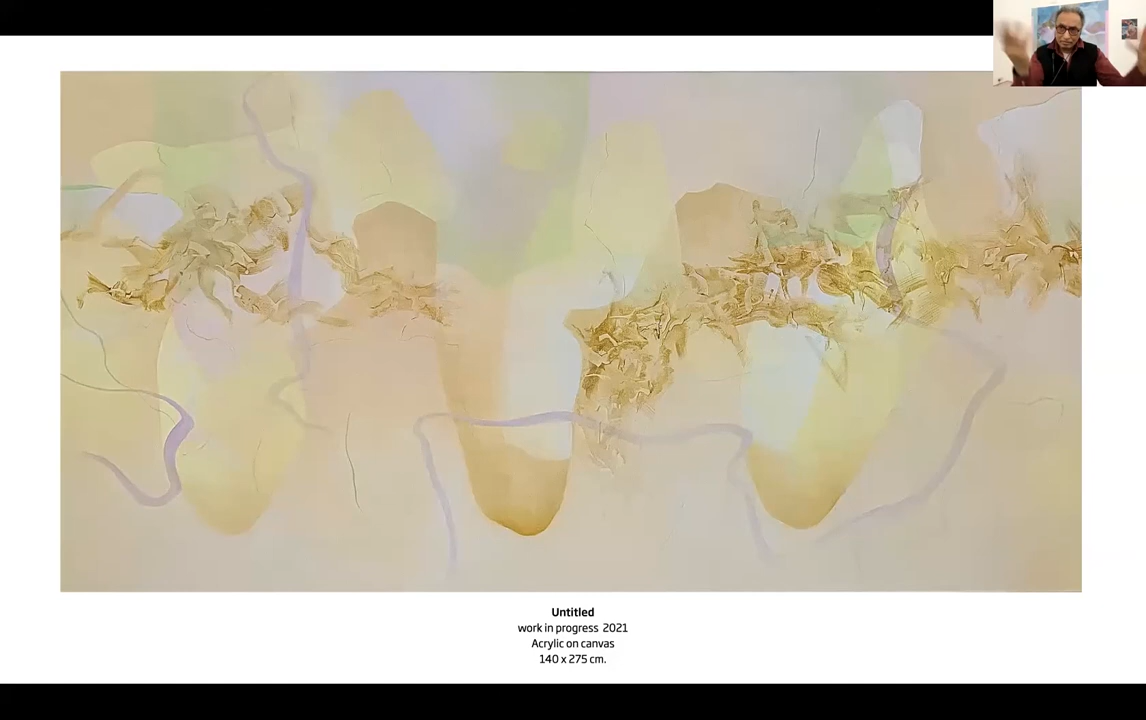 Untitled
work in progress 2021
Acrylic on canvas
140 x 275 cm.